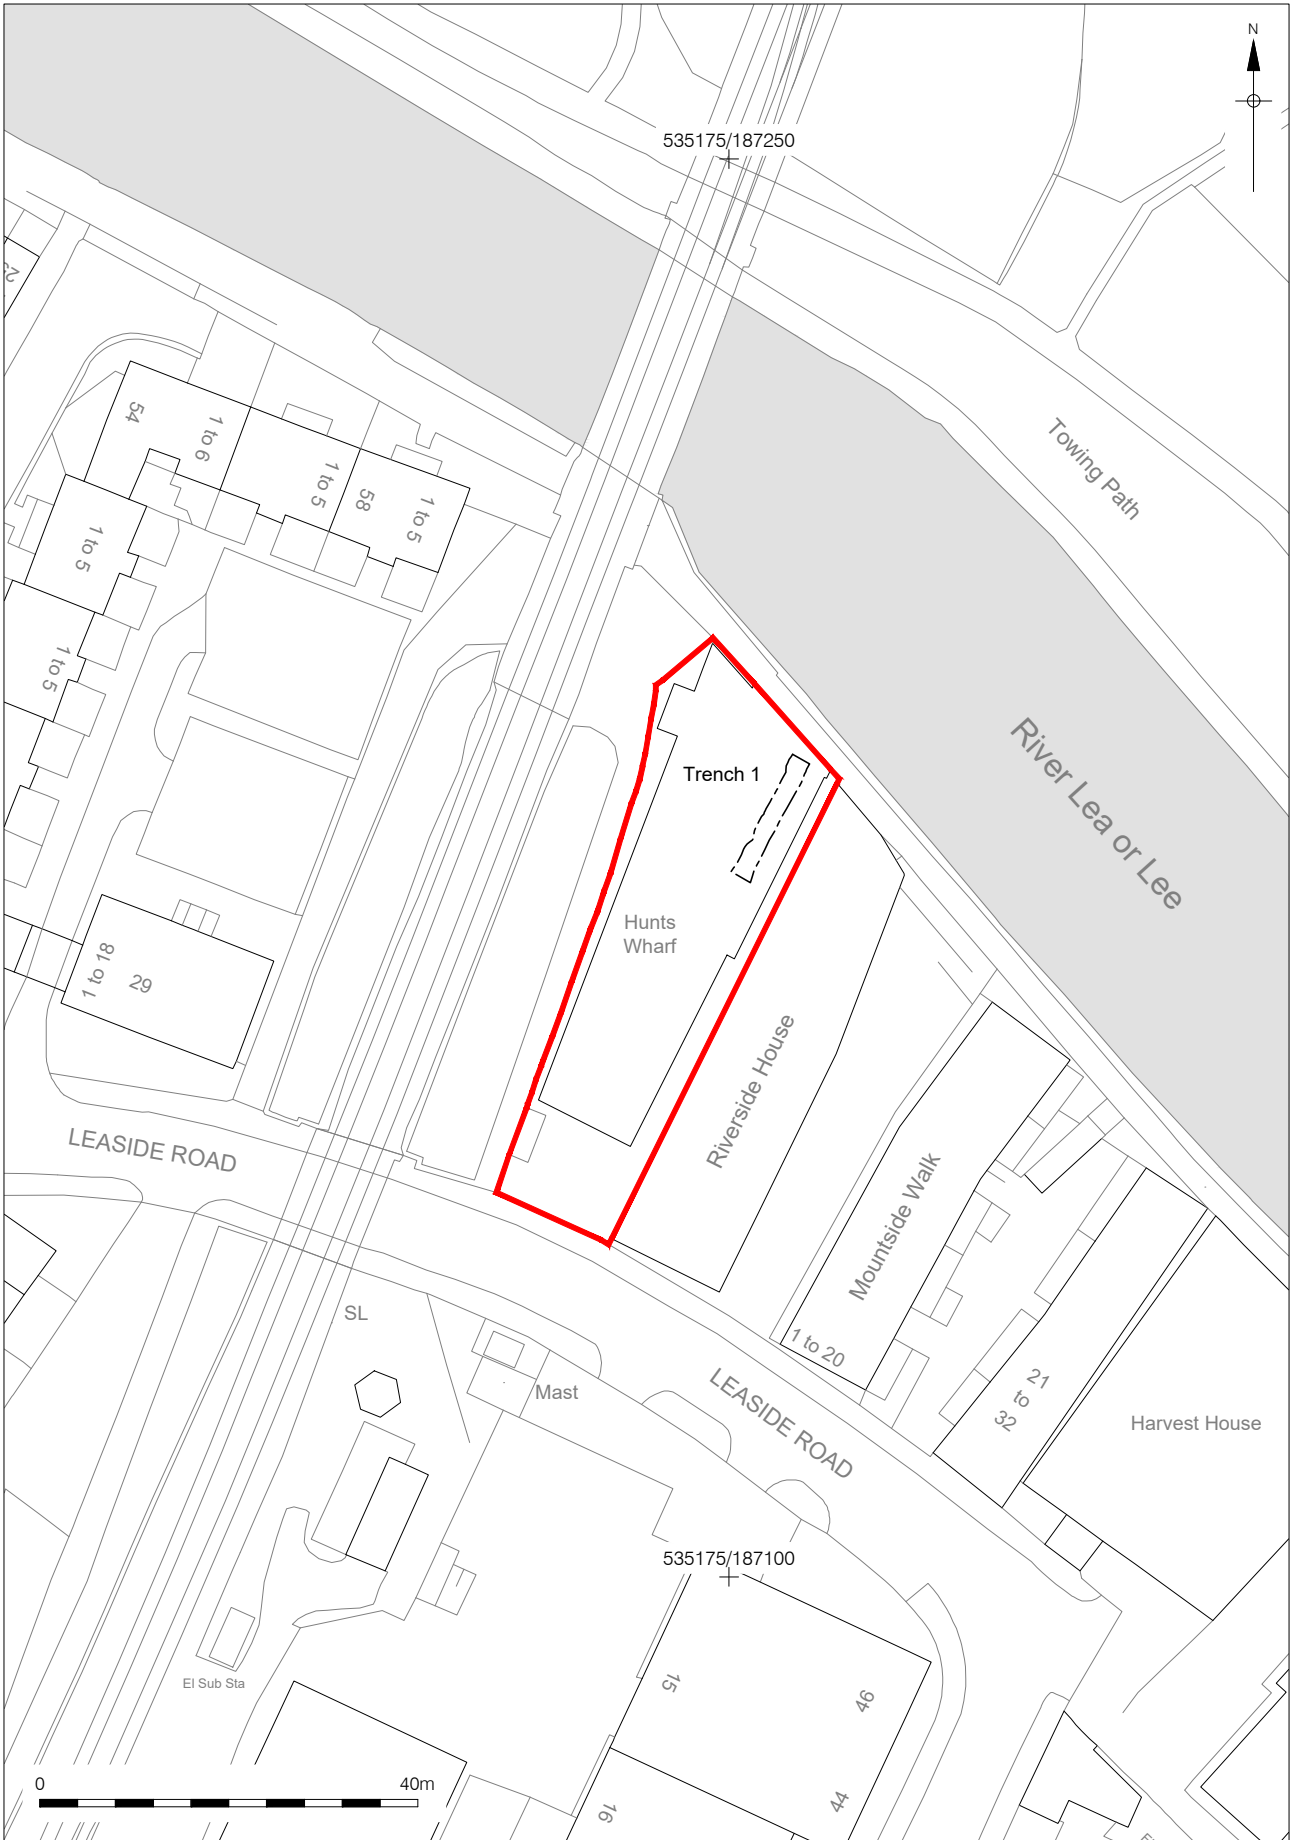 N
535175/187250
54
1 to 6
1 to 5
58
1 to 5
Towing Path
1 to 5
1 to 5
River Lea or Lee
Trench 1
Hunts
Wharf
1 to 18
29
Riverside House
LEASIDE ROAD
Mountside Walk
SL
1 to 20
Mast
LEASIDE ROAD
21
to
32
Harvest House
535175/187100
El Sub Sta
15
46
0
40m
16
44